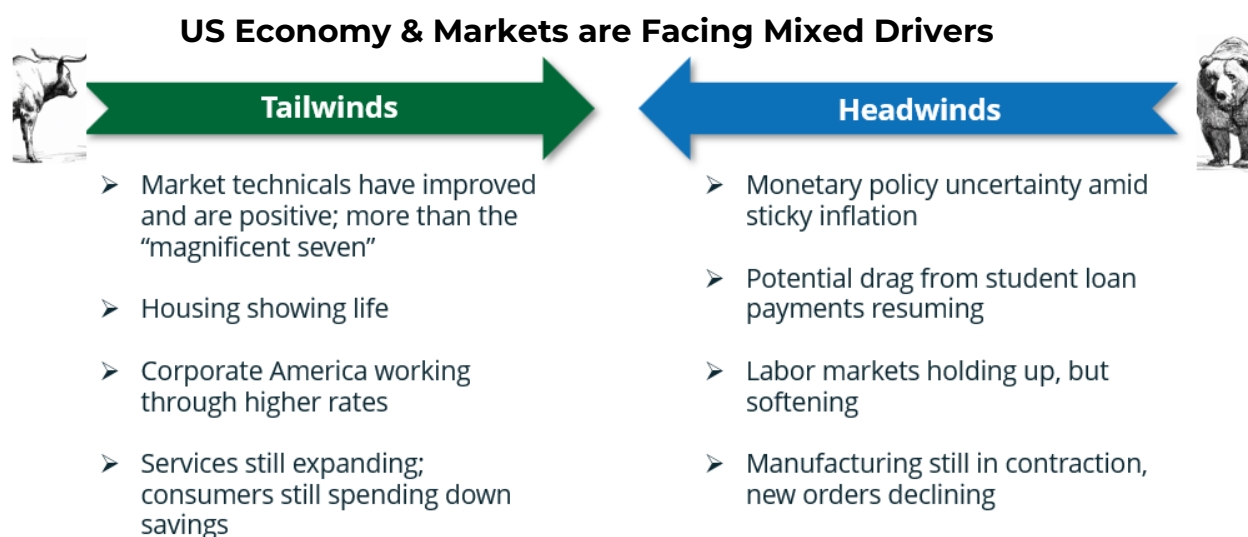 US Economy & Markets are Facing Mixed Drivers
Tailwinds
➢ Market technicals have improved
and are positive; more than the
“magnificent seven”
➢ Housing showing life
➢ Corporate America working
through higher rates
➢ Services still expanding;
consumers still spending down
savings
Headwinds
➢ Monetary policy uncertainty amid
sticky inflation
➢ Potential drag from student loan
payments resuming
➢ Labor markets holding up, but
softening
➢ Manufacturing still in contraction,
new orders declining